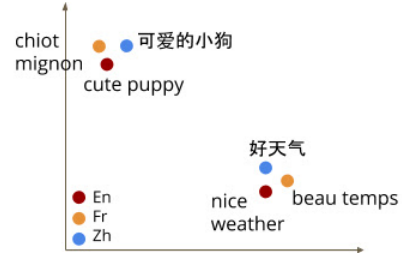 chiot
mignon
可爱的小狗
cute puppy
好天气
nice
weather
beau temps
En
Fr
Zh